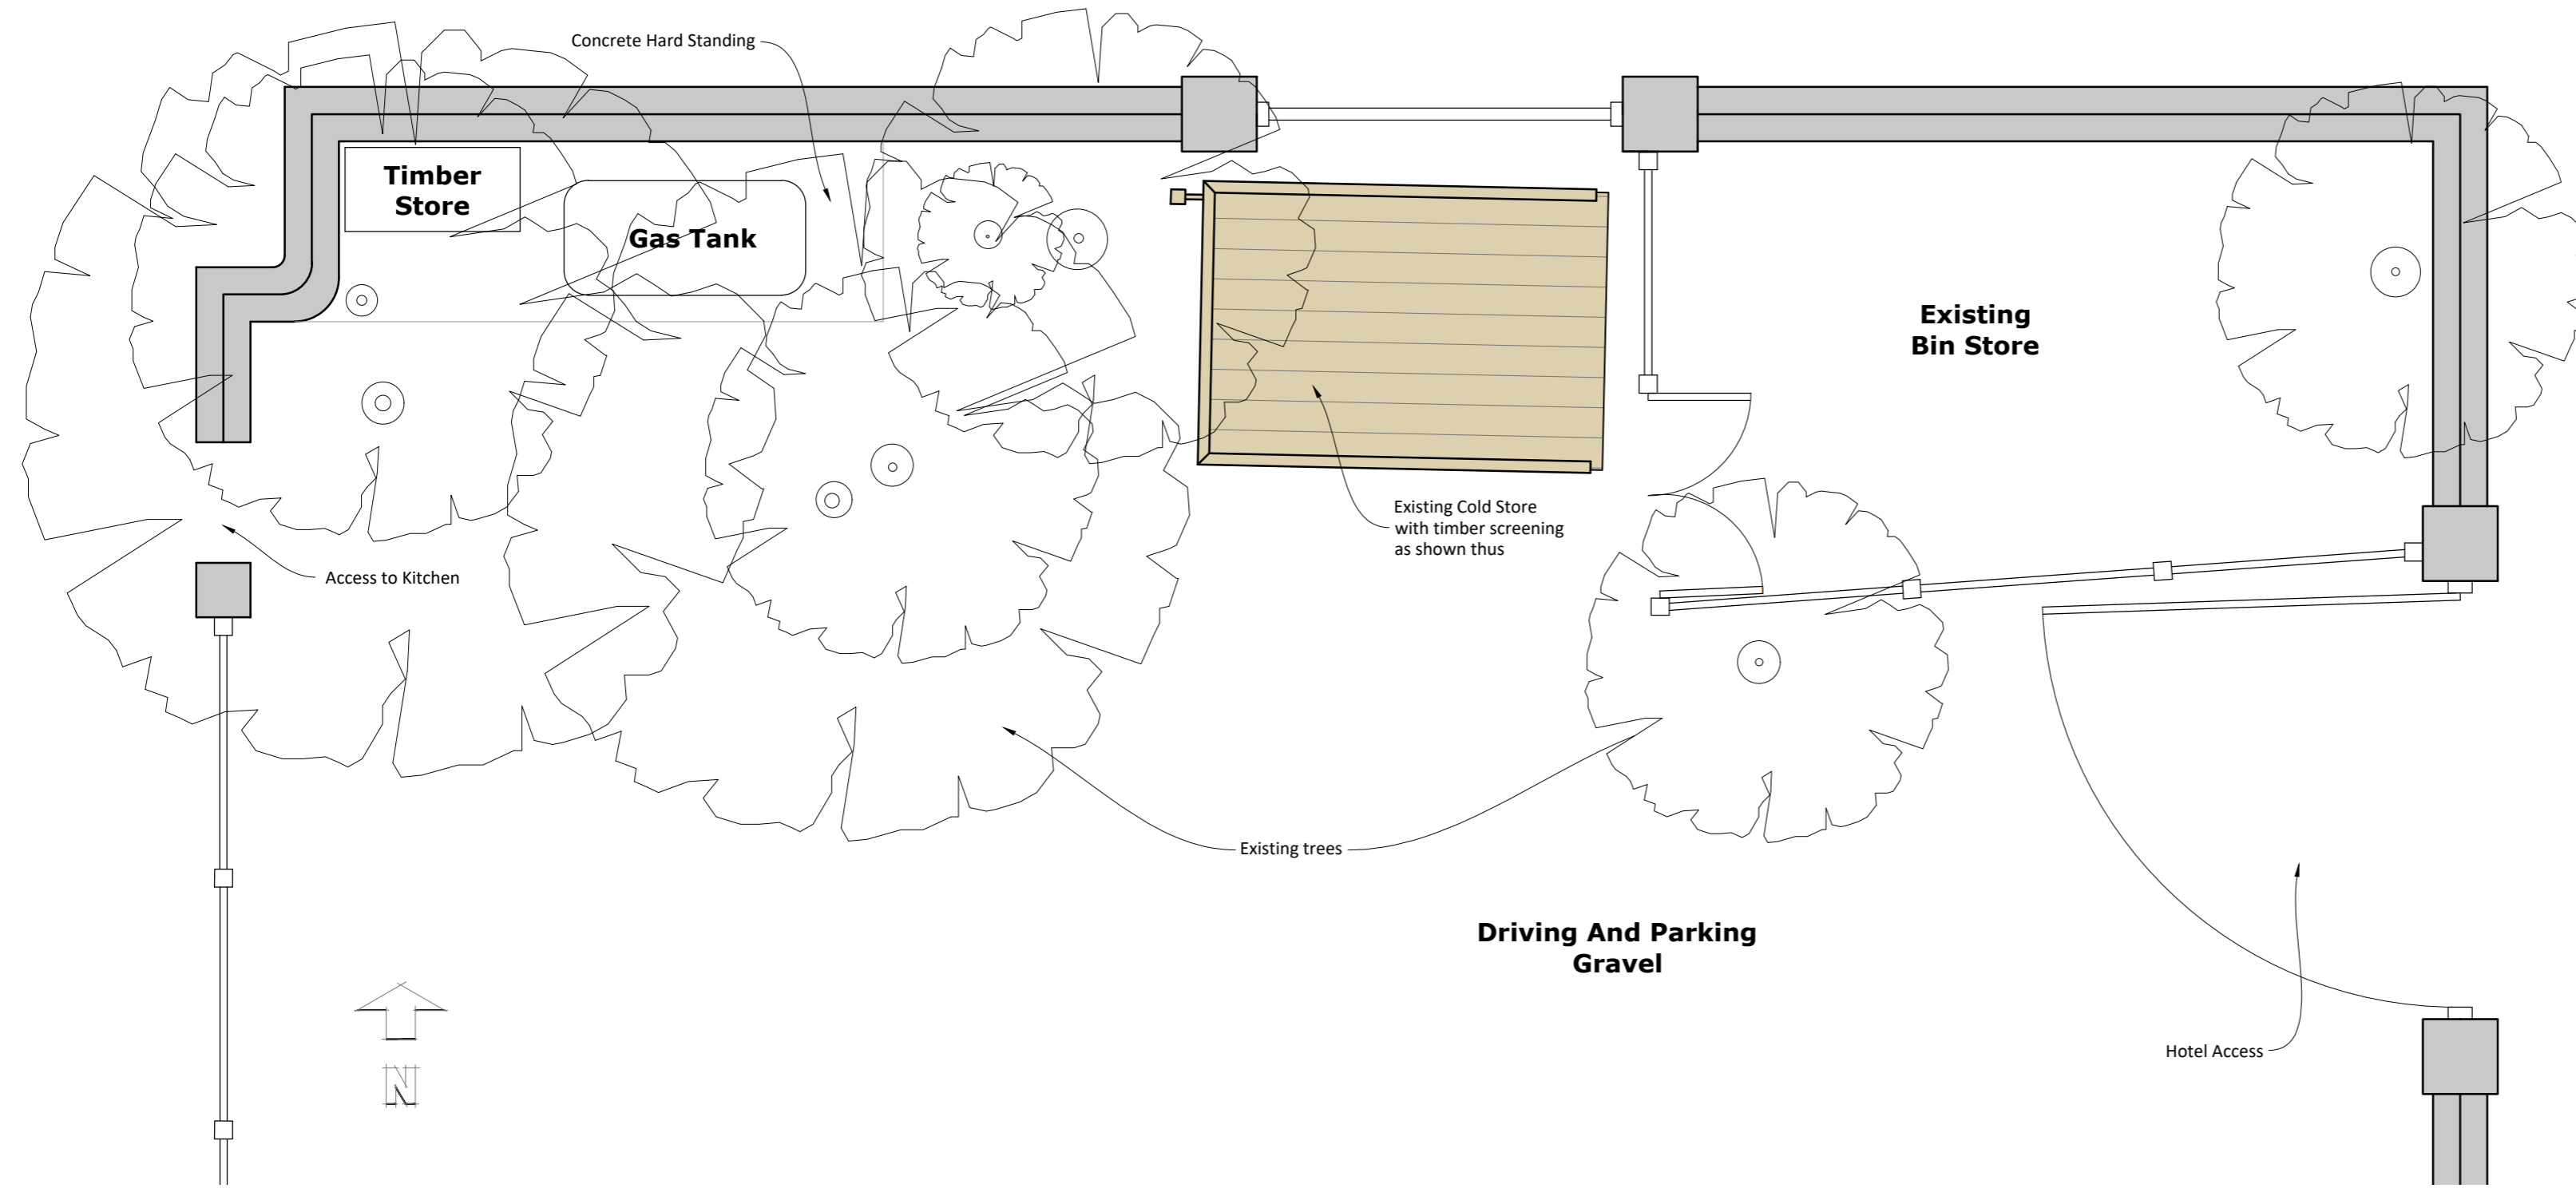 Concrete Hard Standing
Timber
Store
Gas Tank
Existing
Bin Store
Existing Cold Store
with timber screening
as shown thus
Access to Kitchen
Existing trees
Driving And Parking
Gravel
Hotel Access
N